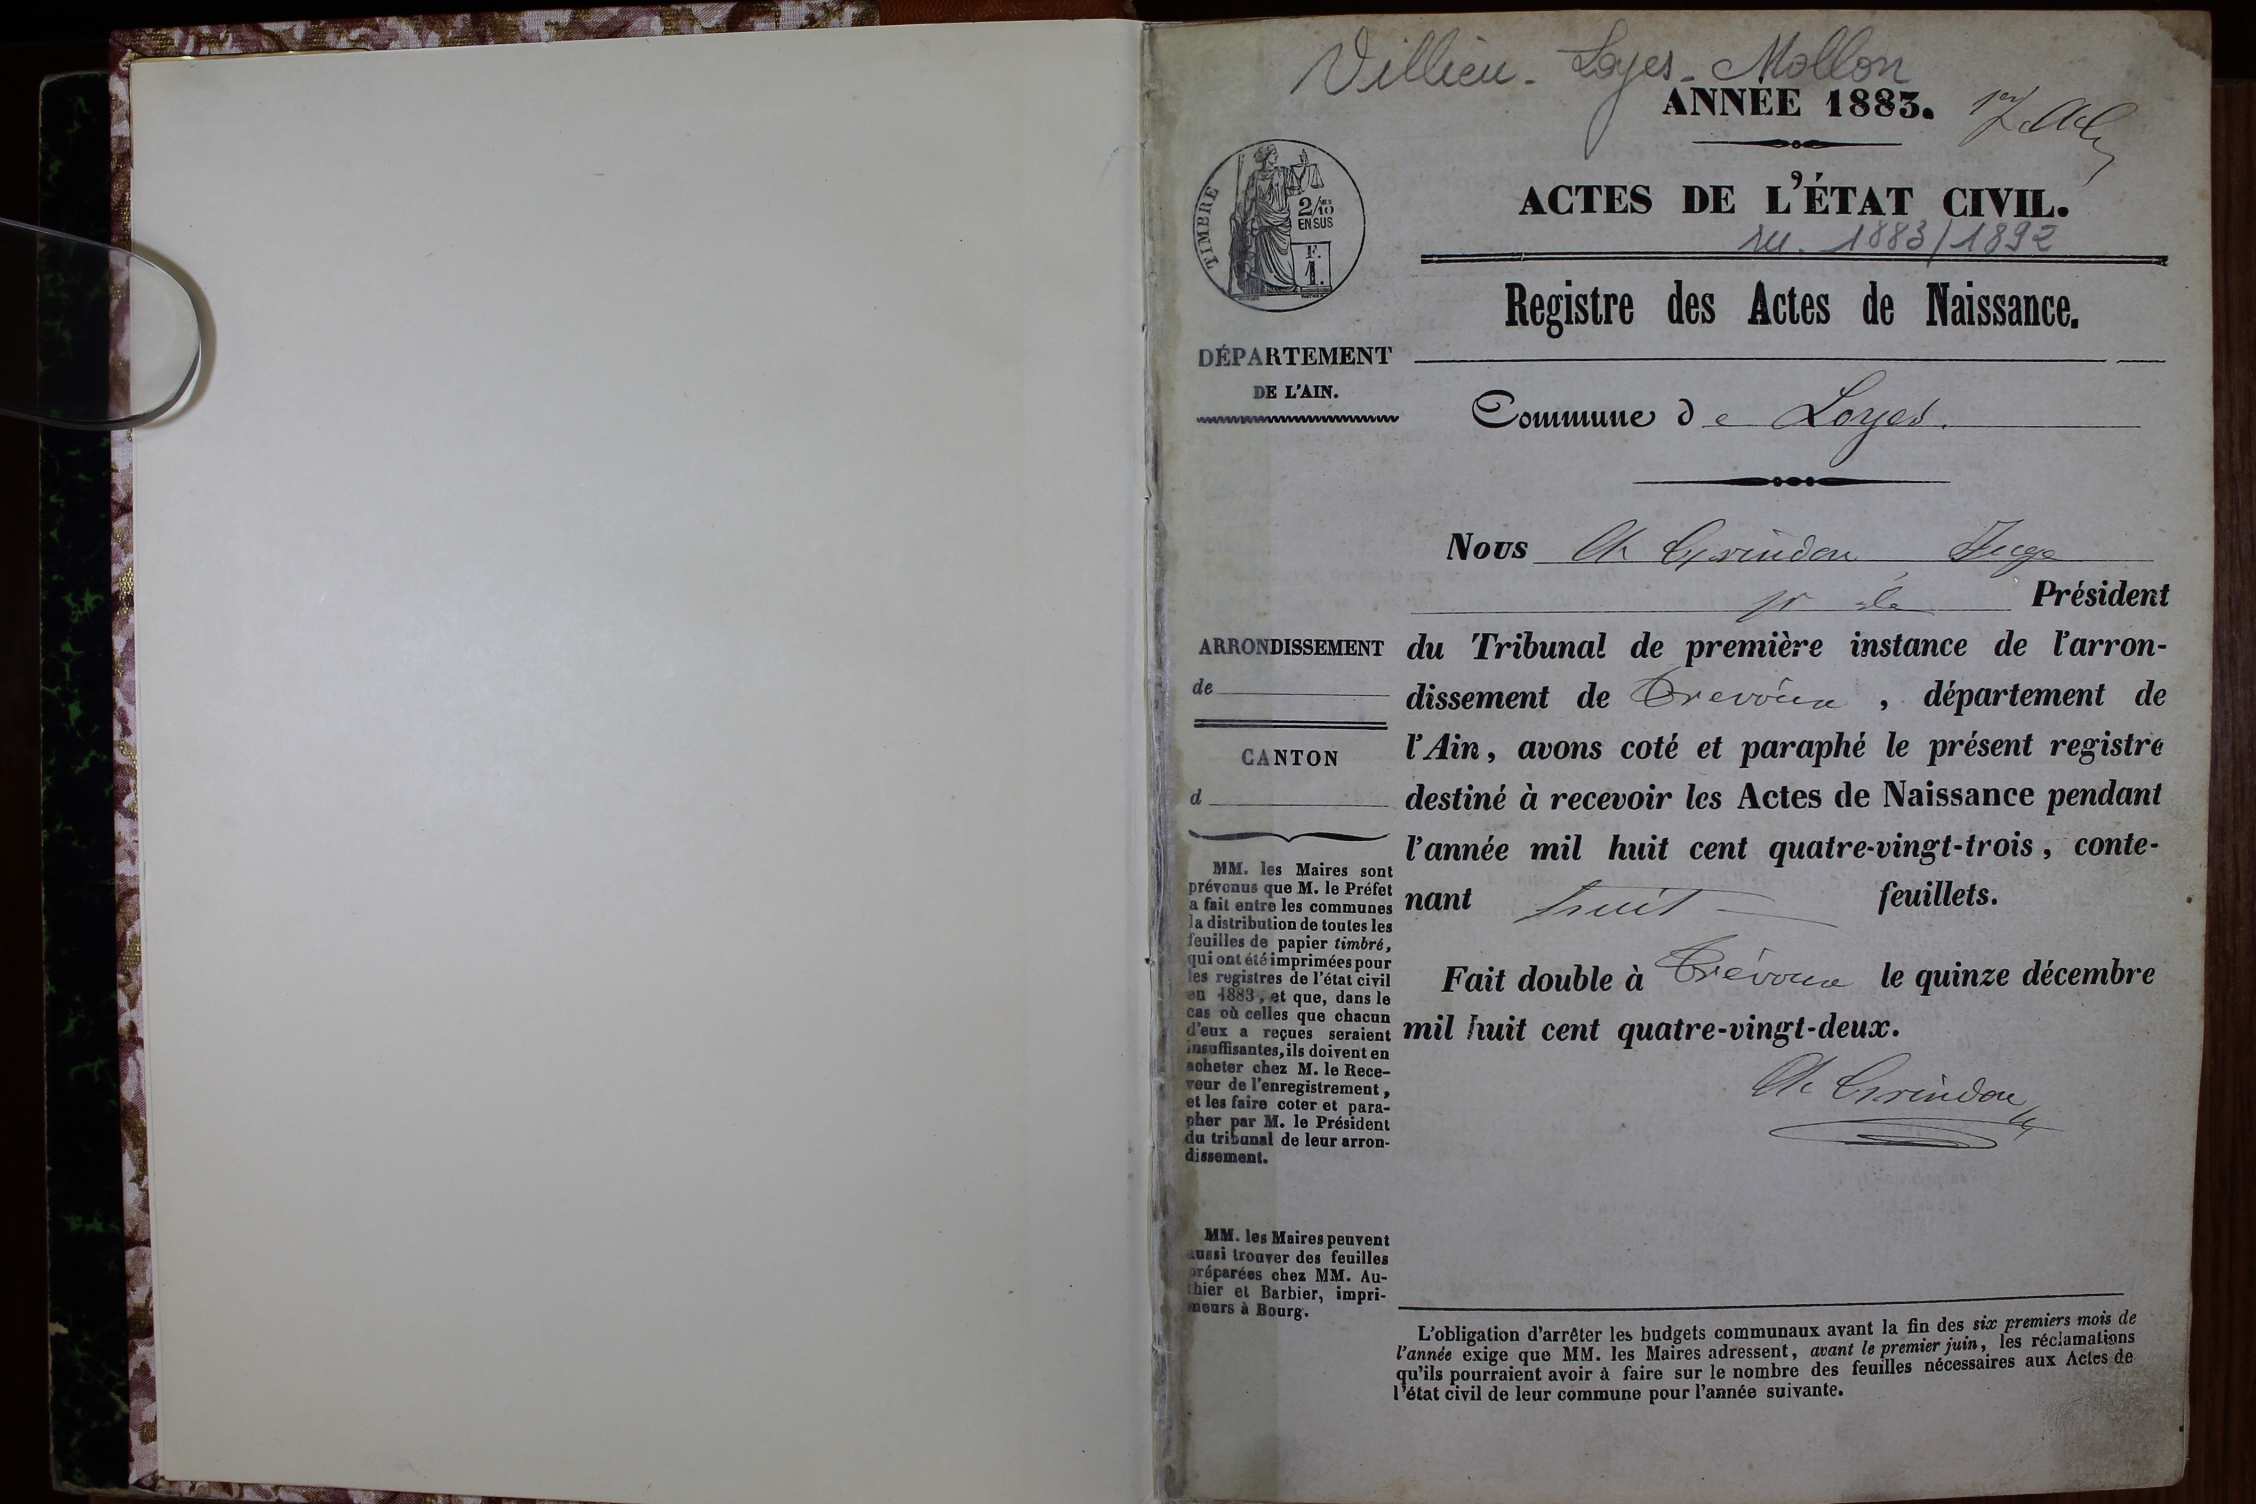 Villieu - Loyes - Mollon
ANNÉE 1883.
ACTES DE L'ÉTAT CIVIL.
1883/1892
TIMBRE
2/10
EN SUS
F.
1.
Registre des Actes de Naissance.
DÉPARTEMENT
DE L'AIN.
Commune de Loyes.
Nous Ch Grindon Juge
pr le Président
du Tribunal de première instance de l'arron-
dissement de Trevoux, département de
l'Ain, avons coté et paraphé le présent registre
destiné à recevoir les Actes de Naissance pendant
l'année mil huit cent quatre-vingt-trois, conte-
nant huit feuillets.
Fait double à Trévoux le quinze décembre
mil huit cent quatre-vingt-deux.
Ch Grindon
ARRONDISSEMENT
de
CANTON
d
MM. les Maires sont
prévenus que M. le Préfet
a fait entre les communes
la distribution de toutes les
feuilles de papier timbré,
qui ont été imprimées pour
les registres de l'état civil
en 1883, et que, dans le
cas où celles que chacun
d'eux a reçues seraient
insuffisantes, ils doivent en
acheter chez M. le Rece-
veur de l'enregistrement,
et les faire coter et para-
pher par M. le Président
du tribunal de leur arron-
dissement.
MM. les Maires peuvent
aussi trouver des feuilles
préparées chez MM. Au-
thier et Barbier, impri-
meurs à Bourg.
L'obligation d'arrêter les budgets communaux avant la fin des six premiers mois de
l'année exige que MM. les Maires adressent, avant le premier juin, les réclamations
qu'ils pourraient avoir à faire sur le nombre des feuilles nécessaires aux Actes de
l'état civil de leur commune pour l'année suivante.